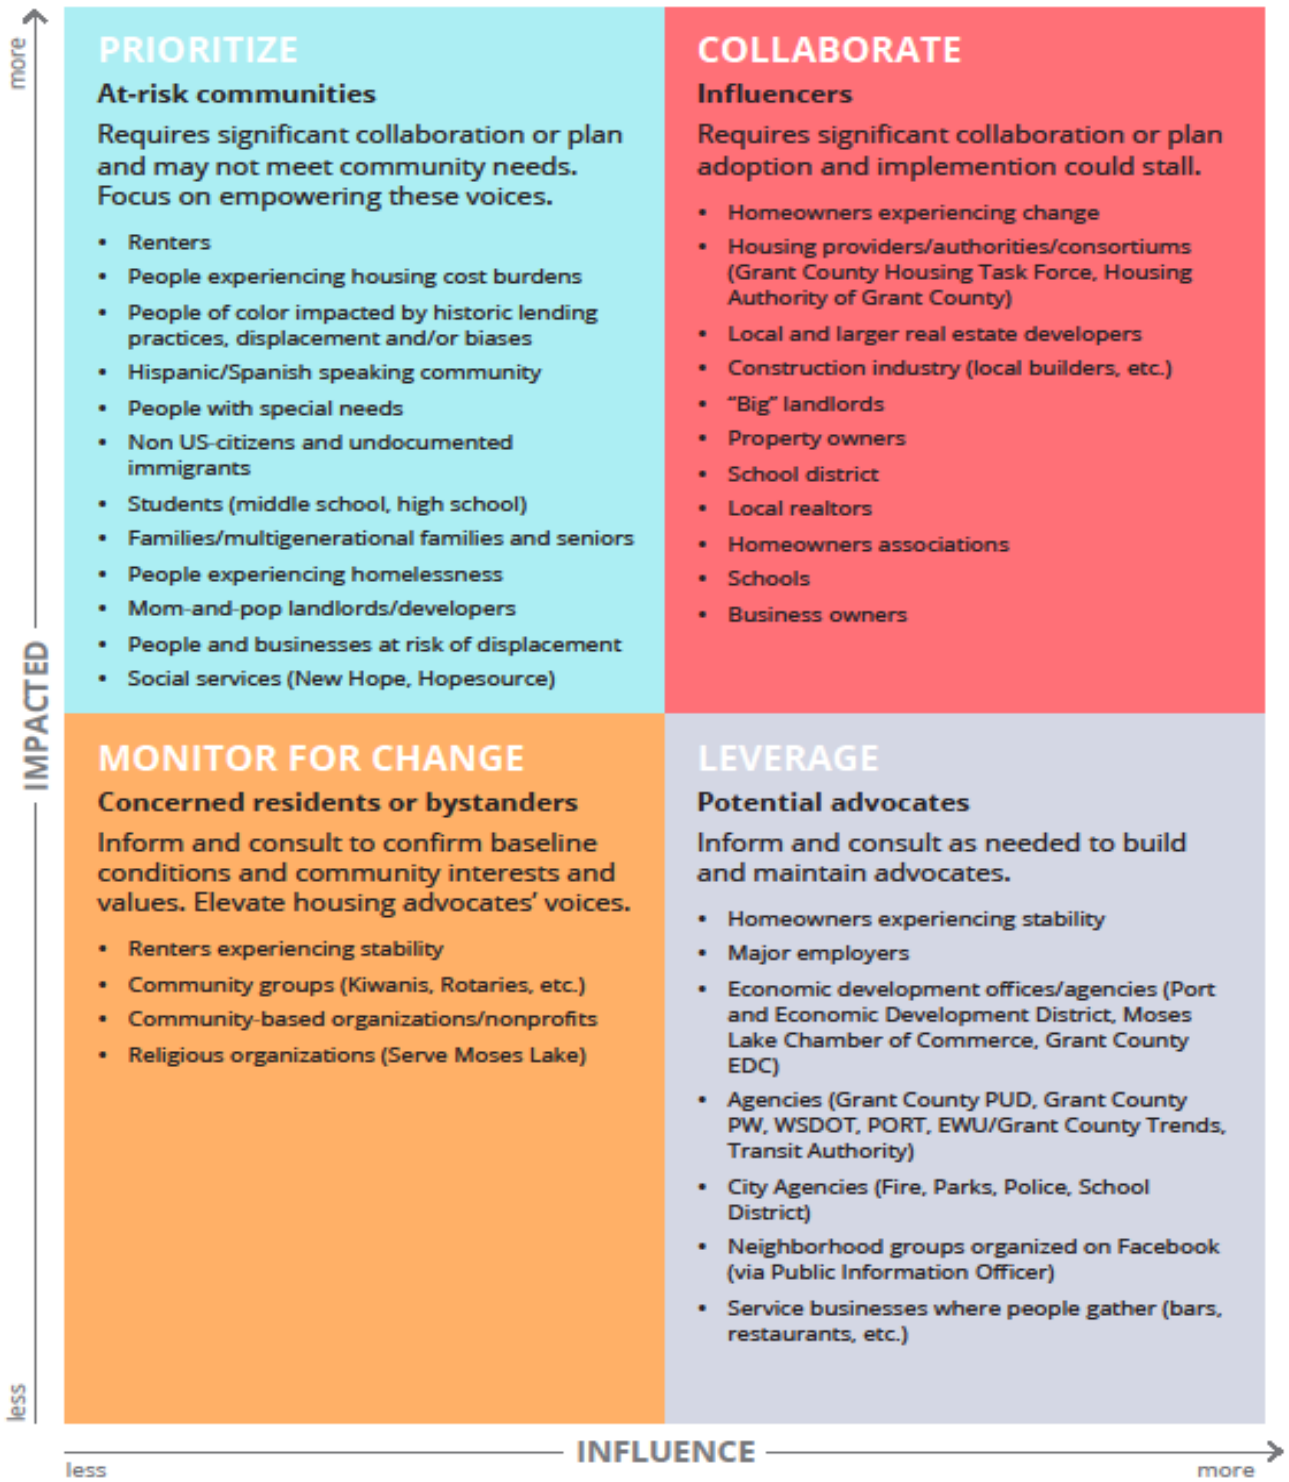 more
PRIORITIZE
At-risk communities
Requires significant collaboration or plan
and may not meet community needs.
Focus on empowering these voices.
• Renters
• People experiencing housing cost burdens
• People of color impacted by historic lending
practices, displacement and/or biases
• Hispanic/Spanish speaking community
• People with special needs
• Non US-citizens and undocumented
immigrants
• Students (middle school, high school)
• Families/multigenerational families and seniors
• People experiencing homelessness
• Mom-and-pop landlords/developers
• People and businesses at risk of displacement
• Social services (New Hope, Hopesource)
COLLABORATE
Influencers
Requires significant collaboration or plan
adoption and implemention could stall.
• Homeowners experiencing change
• Housing providers/authorities/consortiums
(Grant County Housing Task Force, Housing
Authority of Grant County)
• Local and larger real estate developers
• Construction industry (local builders, etc.)
• “Big” landlords
• Property owners
• School district
• Local realtors
• Homeowners associations
• Schools
• Business owners
IMPACTED
MONITOR FOR CHANGE
Concerned residents or bystanders
Inform and consult to confirm baseline
conditions and community interests and
values. Elevate housing advocates’ voices.
• Renters experiencing stability
• Community groups (Kiwanis, Rotaries, etc.)
• Community-based organizations/nonprofits
• Religious organizations (Serve Moses Lake)
LEVERAGE
Potential advocates
Inform and consult as needed to build
and maintain advocates.
• Homeowners experiencing stability
• Major employers
• Economic development offices/agencies (Port
and Economic Development District, Moses
Lake Chamber of Commerce, Grant County
EDC)
• Agencies (Grant County PUD, Grant County
PW, WSDOT, PORT, EWU/Grant County Trends,
Transit Authority)
• City Agencies (Fire, Parks, Police, School
District)
• Neighborhood groups organized on Facebook
(via Public Information Officer)
• Service businesses where people gather (bars,
restaurants, etc.)
less
INFLUENCE
less
more